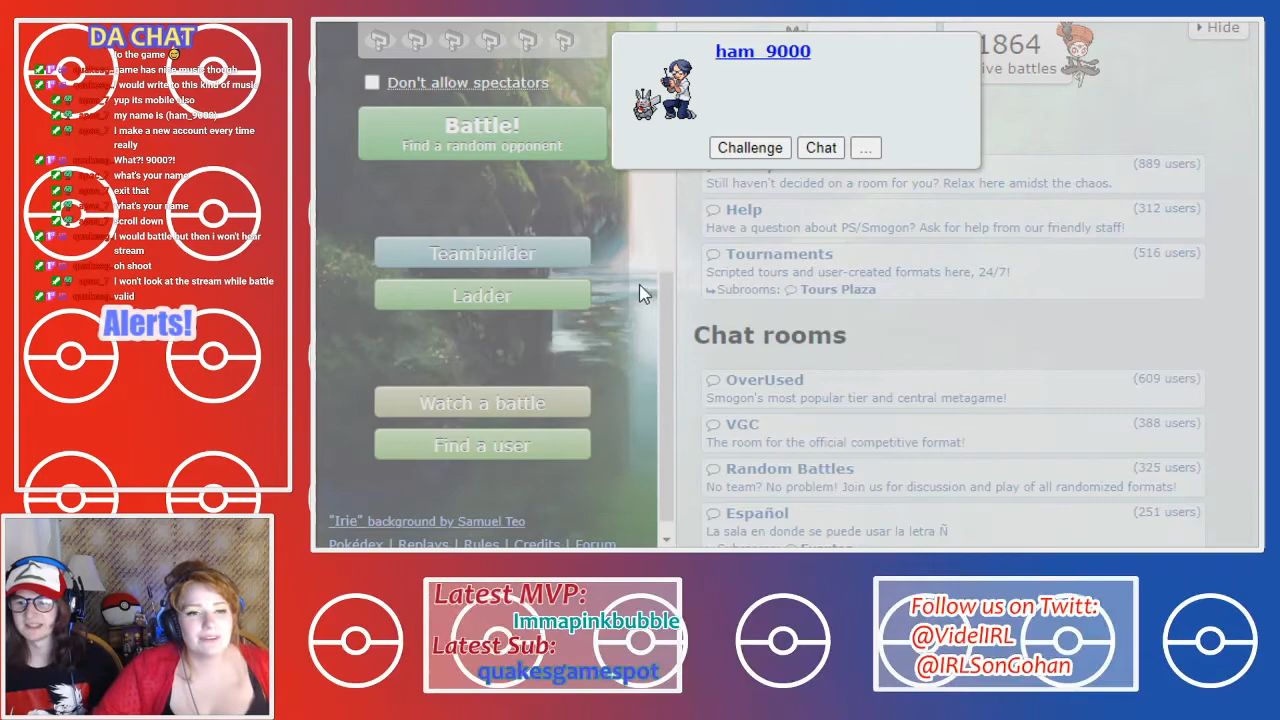 DA CHAT
do the game
game has nice music though
I would write to this kind of music
yup its mobile also
my name is (ham_9000)
I make a new account every time
really
What?! 9000?!
what's your name
exit that
what's your name
scroll down
I would battle but then i won't hear
stream
oh shoot
I won't look at the stream while battle
valid
Alerts!
Don't allow spectators
Battle!
Find a random opponent
Teambuilder
Ladder
Watch a battle
Find a user
"Irie" background by Samuel Teo
Pokédex | Replays | Rules | Credits | Forum
ham_9000
Challenge
Chat
...
1864
Hide
battles
(889 users)
Still haven't decided on a room for you? Relax here amidst the chaos.
Help
(312 users)
Have a question about PS/Smogon? Ask for help from our friendly staff!
Tournaments
(516 users)
Scripted tours and user-created formats here, 24/7!
Subrooms: Tours Plaza
Chat rooms
OverUsed
(609 users)
Smogon's most popular tier and central metagame!
VGC
(388 users)
The room for the official competitive format!
Random Battles
(325 users)
No team? No problem! Join us for discussion and play of all randomized formats!
Español
(251 users)
La sala en donde se puede usar la letra Ñ
Latest MVP:
Immapinkbubble
Latest Sub:
quakesgamespot
Follow us on Twitt:
@VidelIRL
@IRLSonGohan